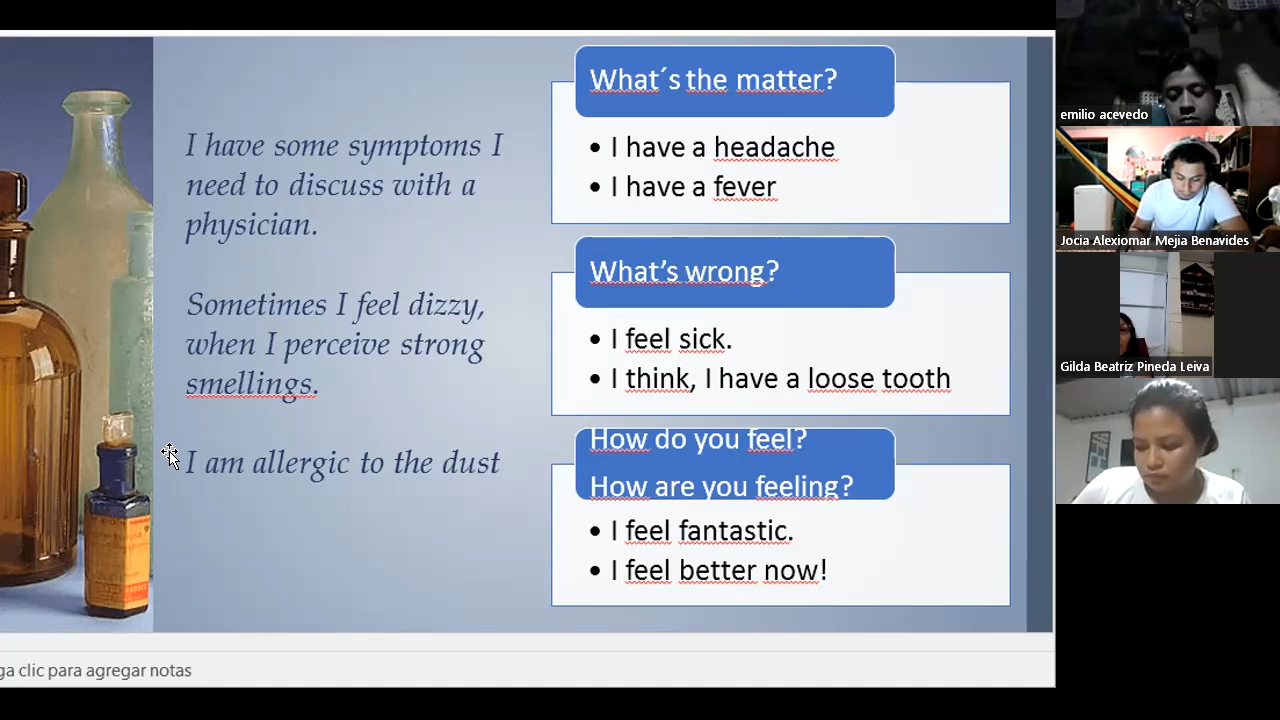 I have some symptoms I
need to discuss with a
physician.
Sometimes I feel dizzy,
when I perceive strong
smellings.
I am allergic to the dust
What´s the matter?
• I have a headache
• I have a fever
What's wrong?
• I feel sick.
• I think, I have a loose tooth
How do you feel?
How are you feeling?
• I feel fantastic.
• I feel better now!
ga clic para agregar notas
emilio acevedo
Jocia Alexiomar Mejia Benavides
Gilda Beatriz Pineda Leiva